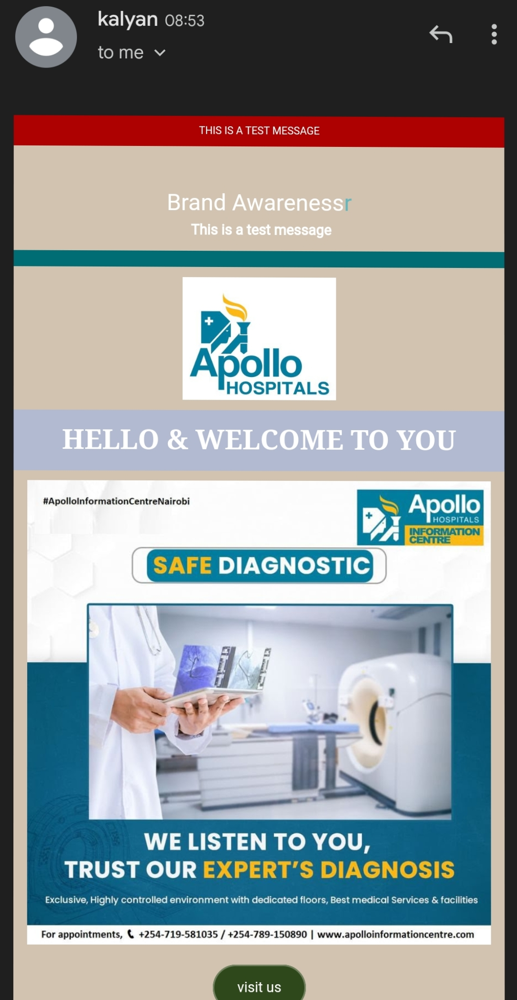 kalyan 08:53
to me
THIS IS A TEST MESSAGE
Brand Awarenessr
This is a test message
Apollo
HOSPITALS
HELLO & WELCOME TO YOU
#ApolloInformationCentreNairobi
Apollo
HOSPITALS
INFORMATION
CENTRE
SAFE DIAGNOSTIC
WE LISTEN TO YOU,
TRUST OUR EXPERT'S DIAGNOSIS
Exclusive, Highly controlled environment with dedicated floors, Best medical Services & facilities
For appointments, +254-719-581035 / +254-789-150890 | www.apolloinformationcentre.com
visit us